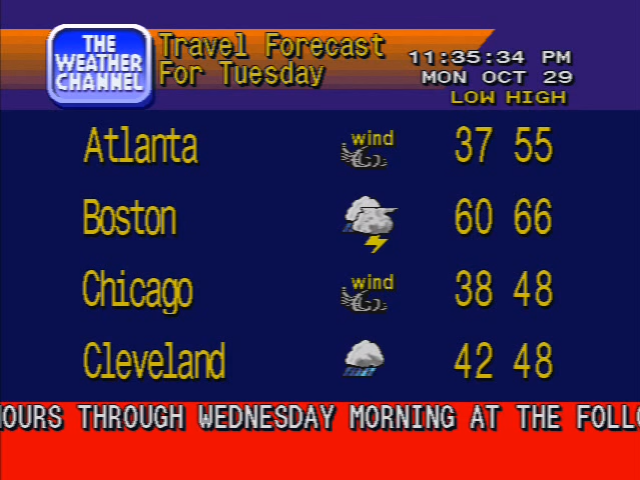 THE
WEATHER
CHANNEL
Travel Forecast
For Tuesday
11:35:34 PM
MON OCT 29
LOW HIGH
Atlanta wind 37 55
Boston 60 66
Chicago wind 38 48
Cleveland 42 48
HOURS THROUGH WEDNESDAY MORNING AT THE FOLLO